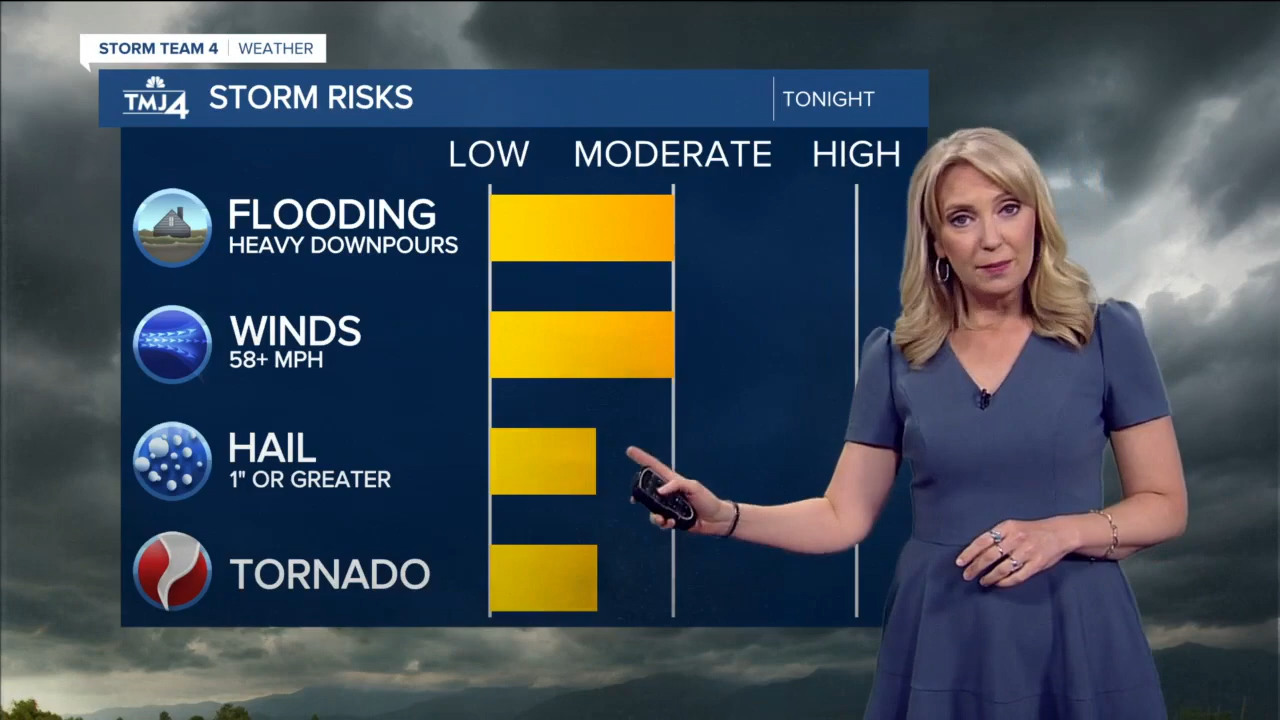 STORM TEAM 4 | WEATHER
TMJ4 STORM RISKS
TONIGHT
LOW MODERATE HIGH
FLOODING
HEAVY DOWNPOURS
WINDS
58+ MPH
HAIL
1" OR GREATER
TORNADO